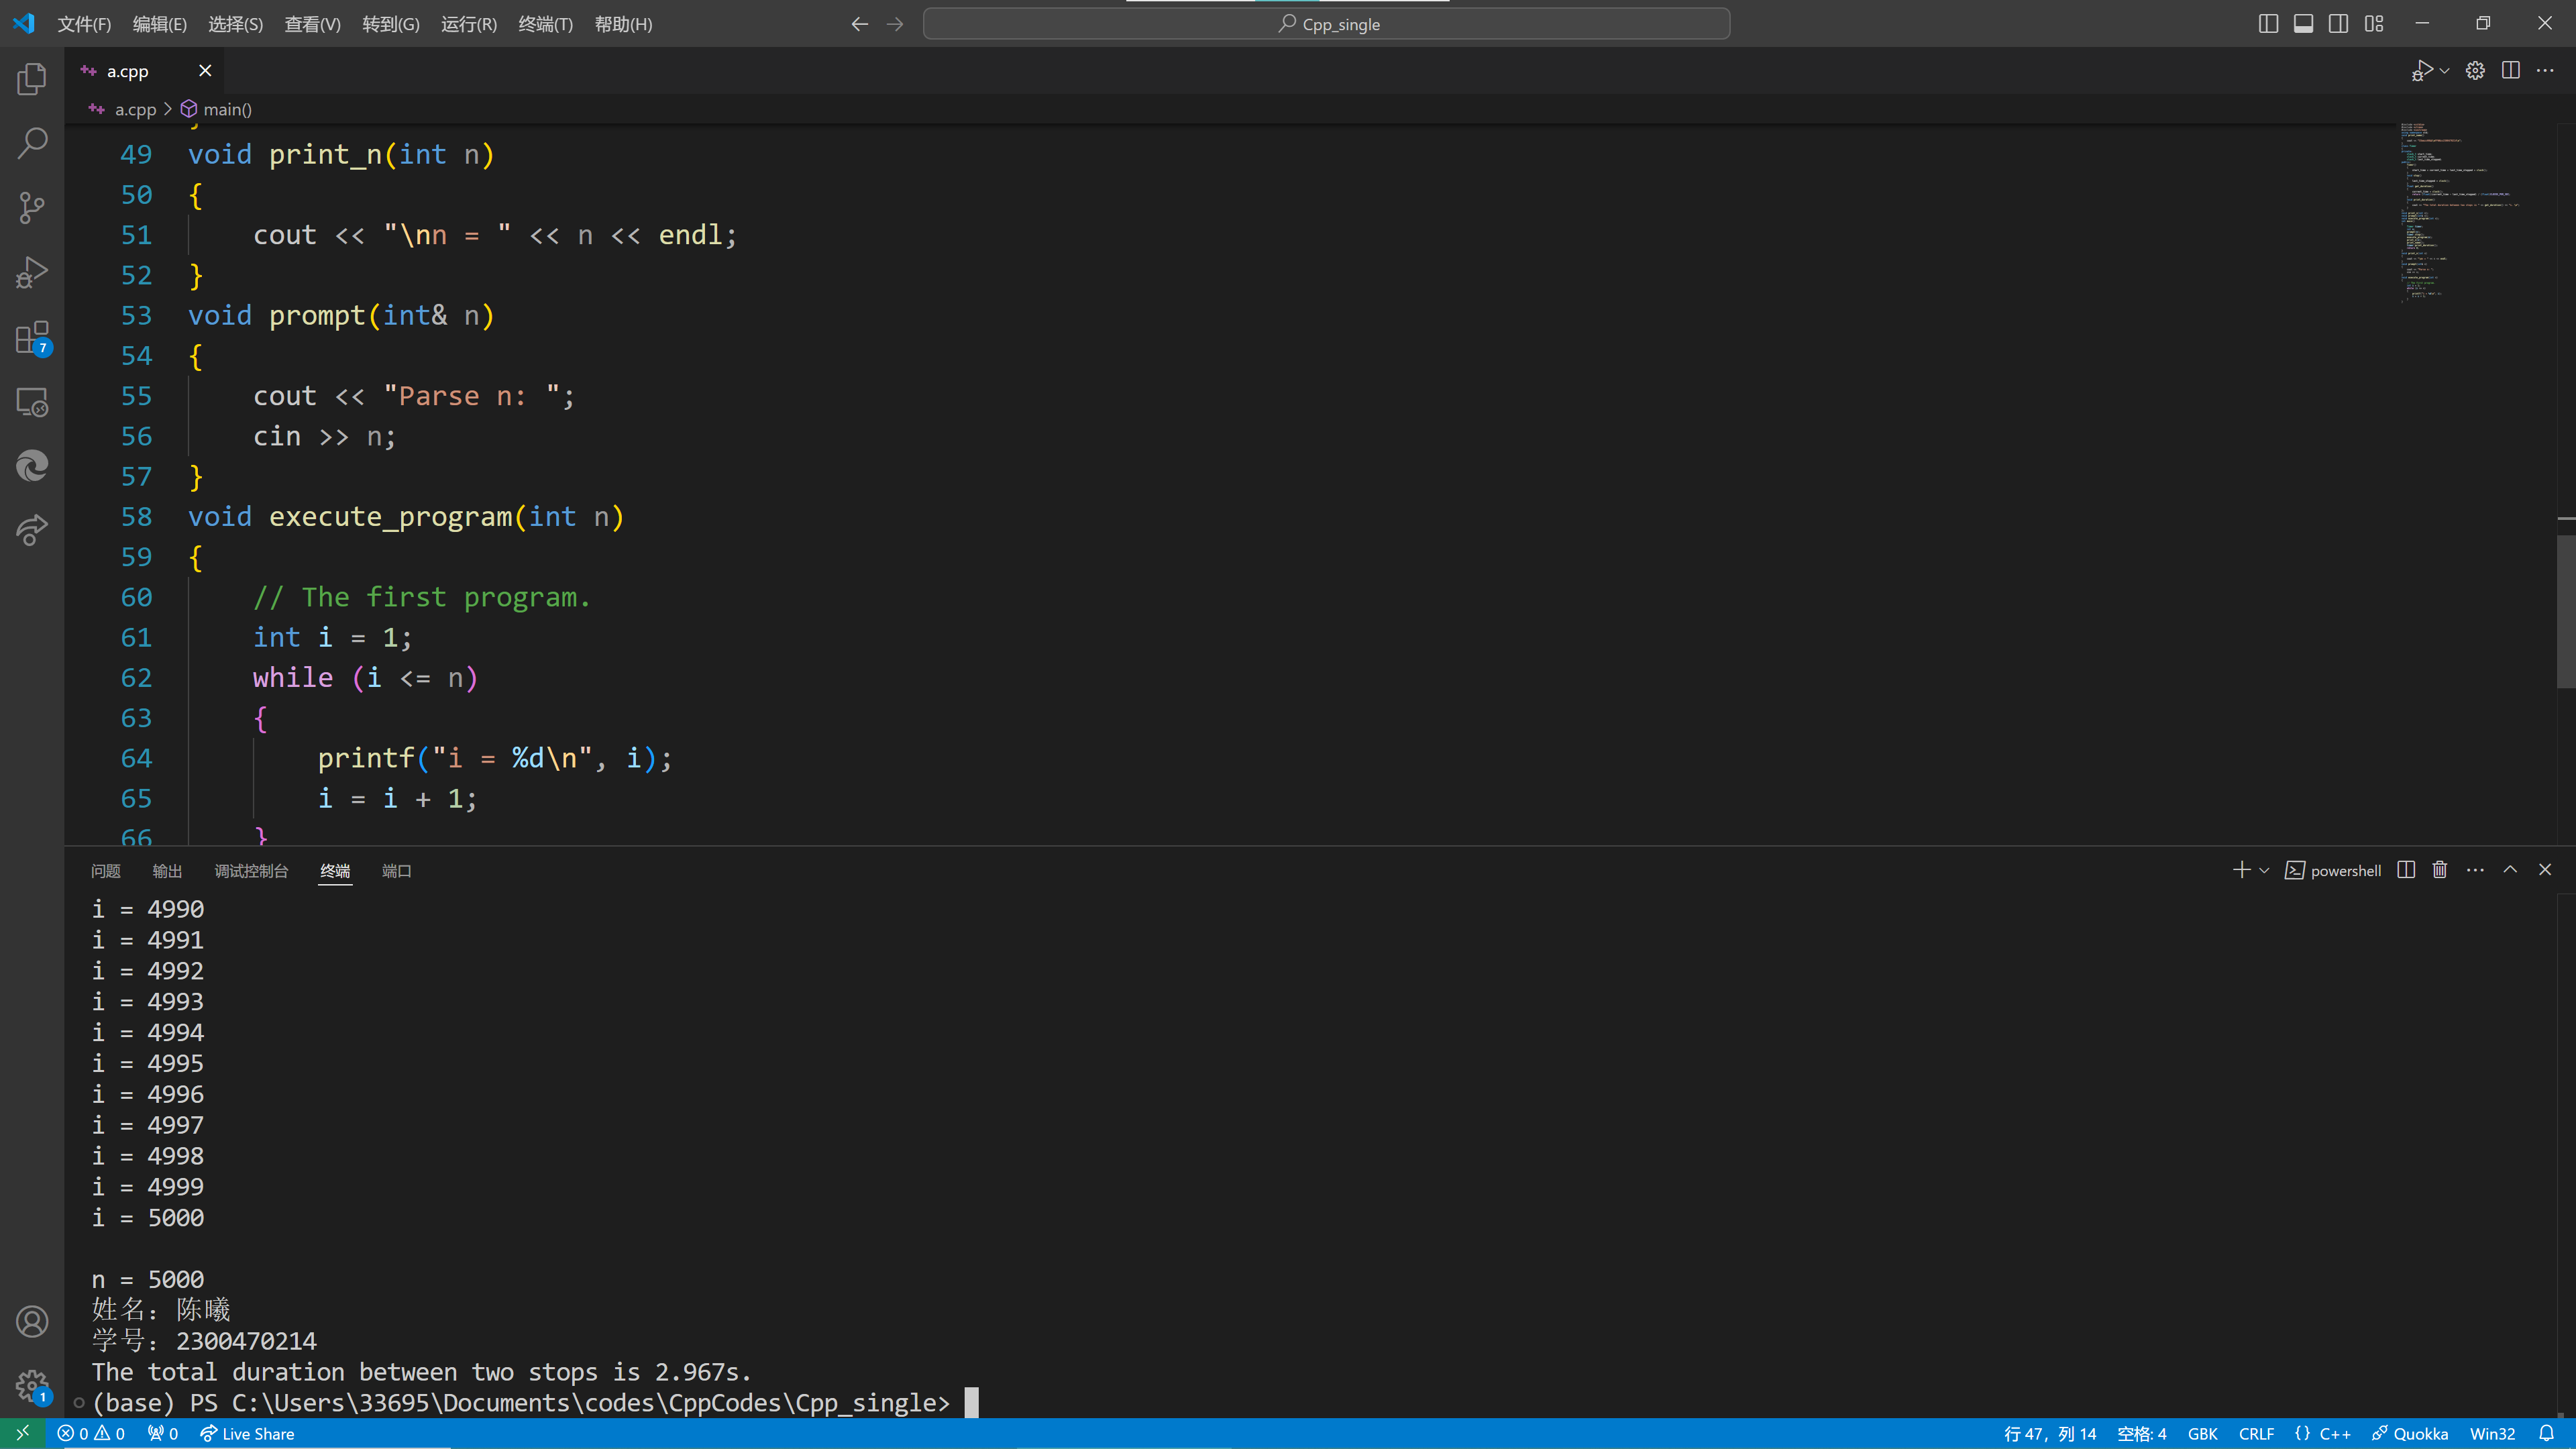 文件(F) 编辑(E) 选择(S) 查看(V) 转到(G) 运行(R) 终端(T) 帮助(H) Cpp_single
a.cpp
a.cpp > main()
49 void print_n(int n)
50 {
51 cout << "\nn = " << n << endl;
52 }
53 void prompt(int& n)
54 {
55 cout << "Parse n: ";
56 cin >> n;
57 }
58 void execute_program(int n)
59 {
60 // The first program.
61 int i = 1;
62 while (i <= n)
63 {
64 printf("i = %d\n", i);
65 i = i + 1;
66 }
7
问题 输出 调试控制台 终端 端口 powershell
i = 4990
i = 4991
i = 4992
i = 4993
i = 4994
i = 4995
i = 4996
i = 4997
i = 4998
i = 4999
i = 5000
n = 5000
姓名: 陈曦
学号: 2300470214
The total duration between two stops is 2.967s.
(base) PS C:\Users\33695\Documents\codes\CppCodes\Cpp_single>
1
0 0 0 Live Share 行 47, 列 14 空格: 4 GBK CRLF {} C++ Quokka Win32